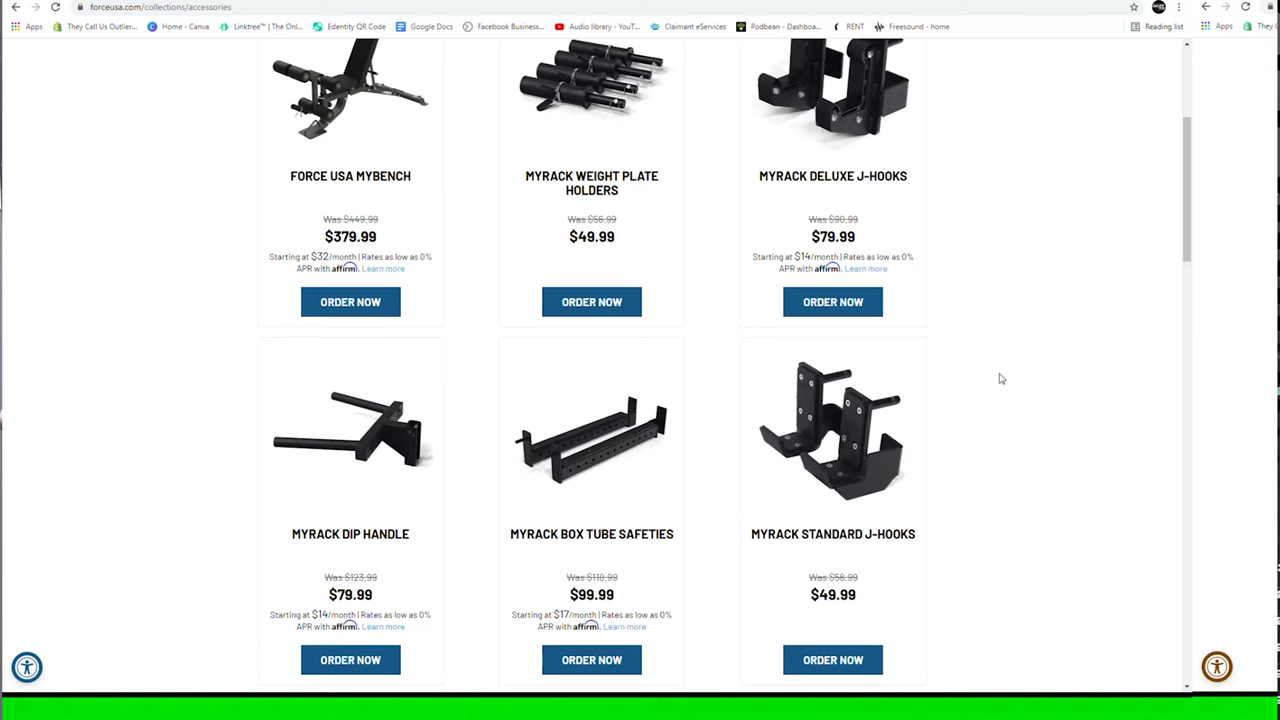 forceusa.com/collections/accessories
Apps They Call Us Outlier... Home - Canva Linktree™ | The Onl... Edentity QR Code Google Docs Facebook Business... Audio library - YouT... Claimant eServices Podbean - Dashboa... RENT Freesound - home Reading list Apps They C
FORCE USA MYBENCH
Was $449.99
$379.99
Starting at $32/month | Rates as low as 0%
APR with affirm. Learn more
ORDER NOW
MYRACK WEIGHT PLATE
HOLDERS
Was $56.99
$49.99
ORDER NOW
MYRACK DELUXE J-HOOKS
Was $90.99
$79.99
Starting at $14/month | Rates as low as 0%
APR with affirm. Learn more
ORDER NOW
MYRACK DIP HANDLE
Was $123.99
$79.99
Starting at $14/month | Rates as low as 0%
APR with affirm. Learn more
ORDER NOW
MYRACK BOX TUBE SAFETIES
Was $110.99
$99.99
Starting at $17/month | Rates as low as 0%
APR with affirm. Learn more
ORDER NOW
MYRACK STANDARD J-HOOKS
Was $56.99
$49.99
ORDER NOW